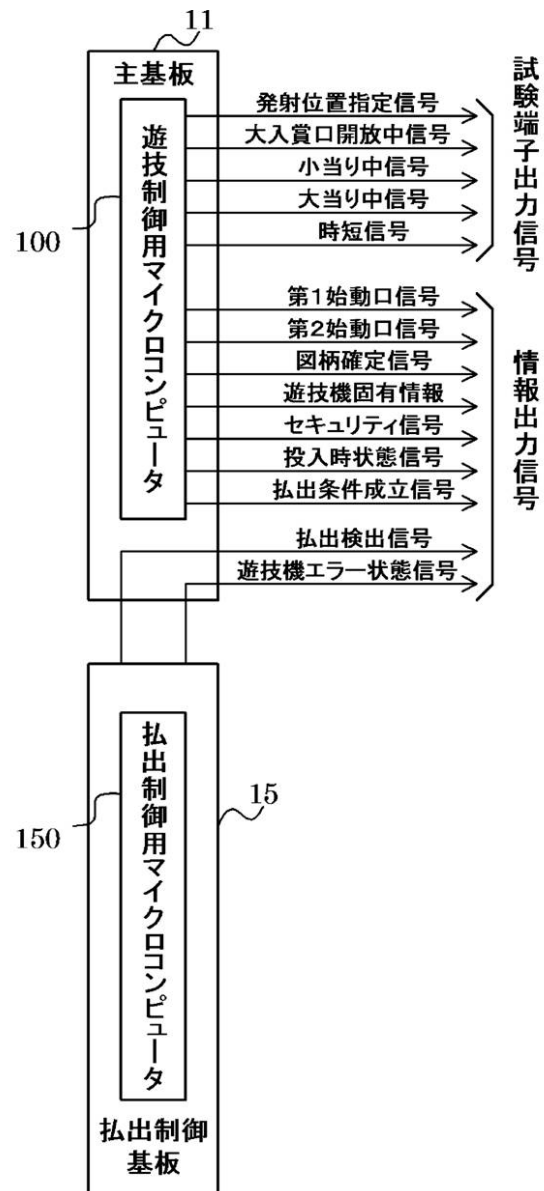 11
主基板
遊技制御用マイクロコンピュータ
100
発射位置指定信号
大入賞口開放中信号
小当り中信号
大当り中信号
時短信号
試験端子出力信号
第1始動口信号
第2始動口信号
図柄確定信号
遊技機固有情報
セキュリティ信号
投入時状態信号
払出条件成立信号
払出検出信号
遊技機エラー状態信号
情報出力信号
払出制御用マイクロコンピュータ
150
15
払出制御
基板